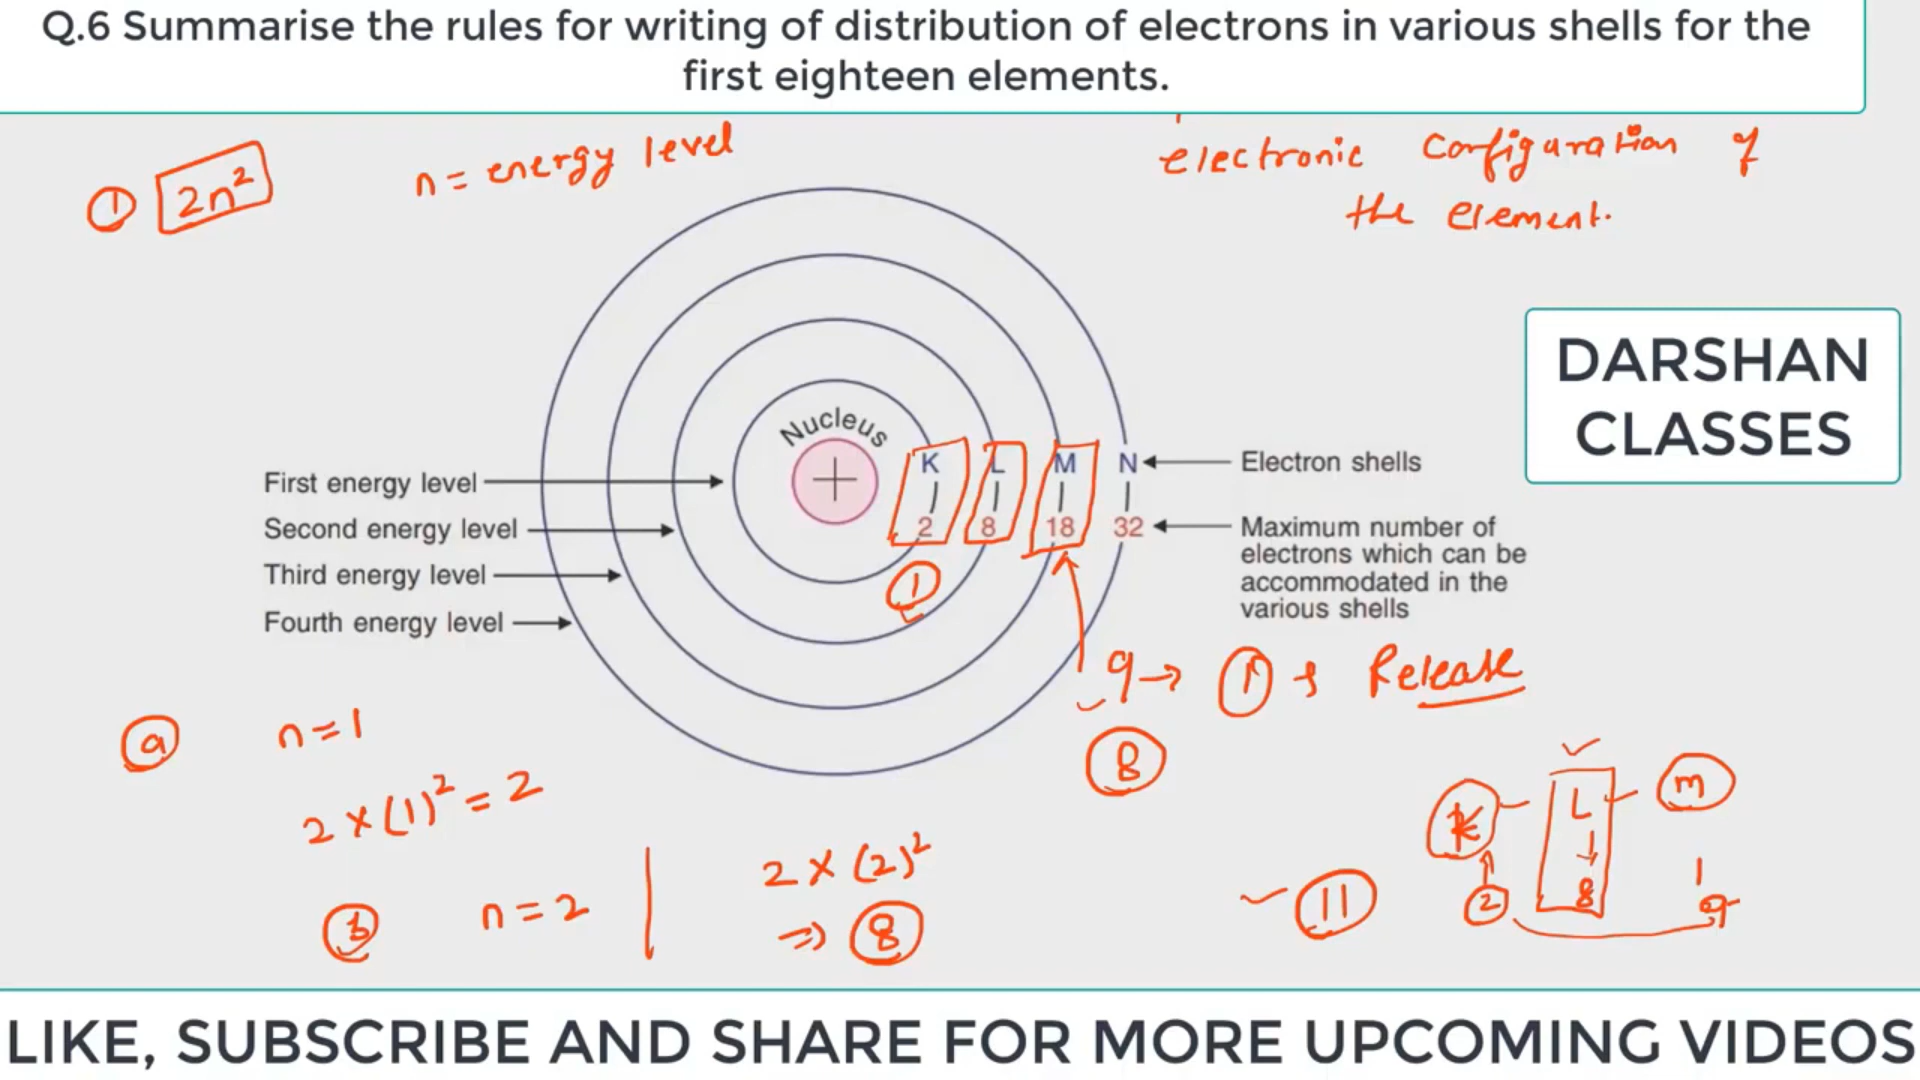 Q.6 Summarise the rules for writing of distribution of electrons in various shells for the
first eighteen elements.
① 2n²
n = energy level
electronic configuration of
the element.
DARSHAN
CLASSES
Nucleus
+
K L M N
2 8 18 32
Electron shells
Maximum number of
electrons which can be
accommodated in the
various shells
First energy level
Second energy level
Third energy level
Fourth energy level
①
9 → ① + Release
8
ⓐ n = 1
2 × (1)² = 2
ⓑ n = 2
2 × (2)²
⇒ 8
11
K L m
2 8 1
9
LIKE, SUBSCRIBE AND SHARE FOR MORE UPCOMING VIDEOS